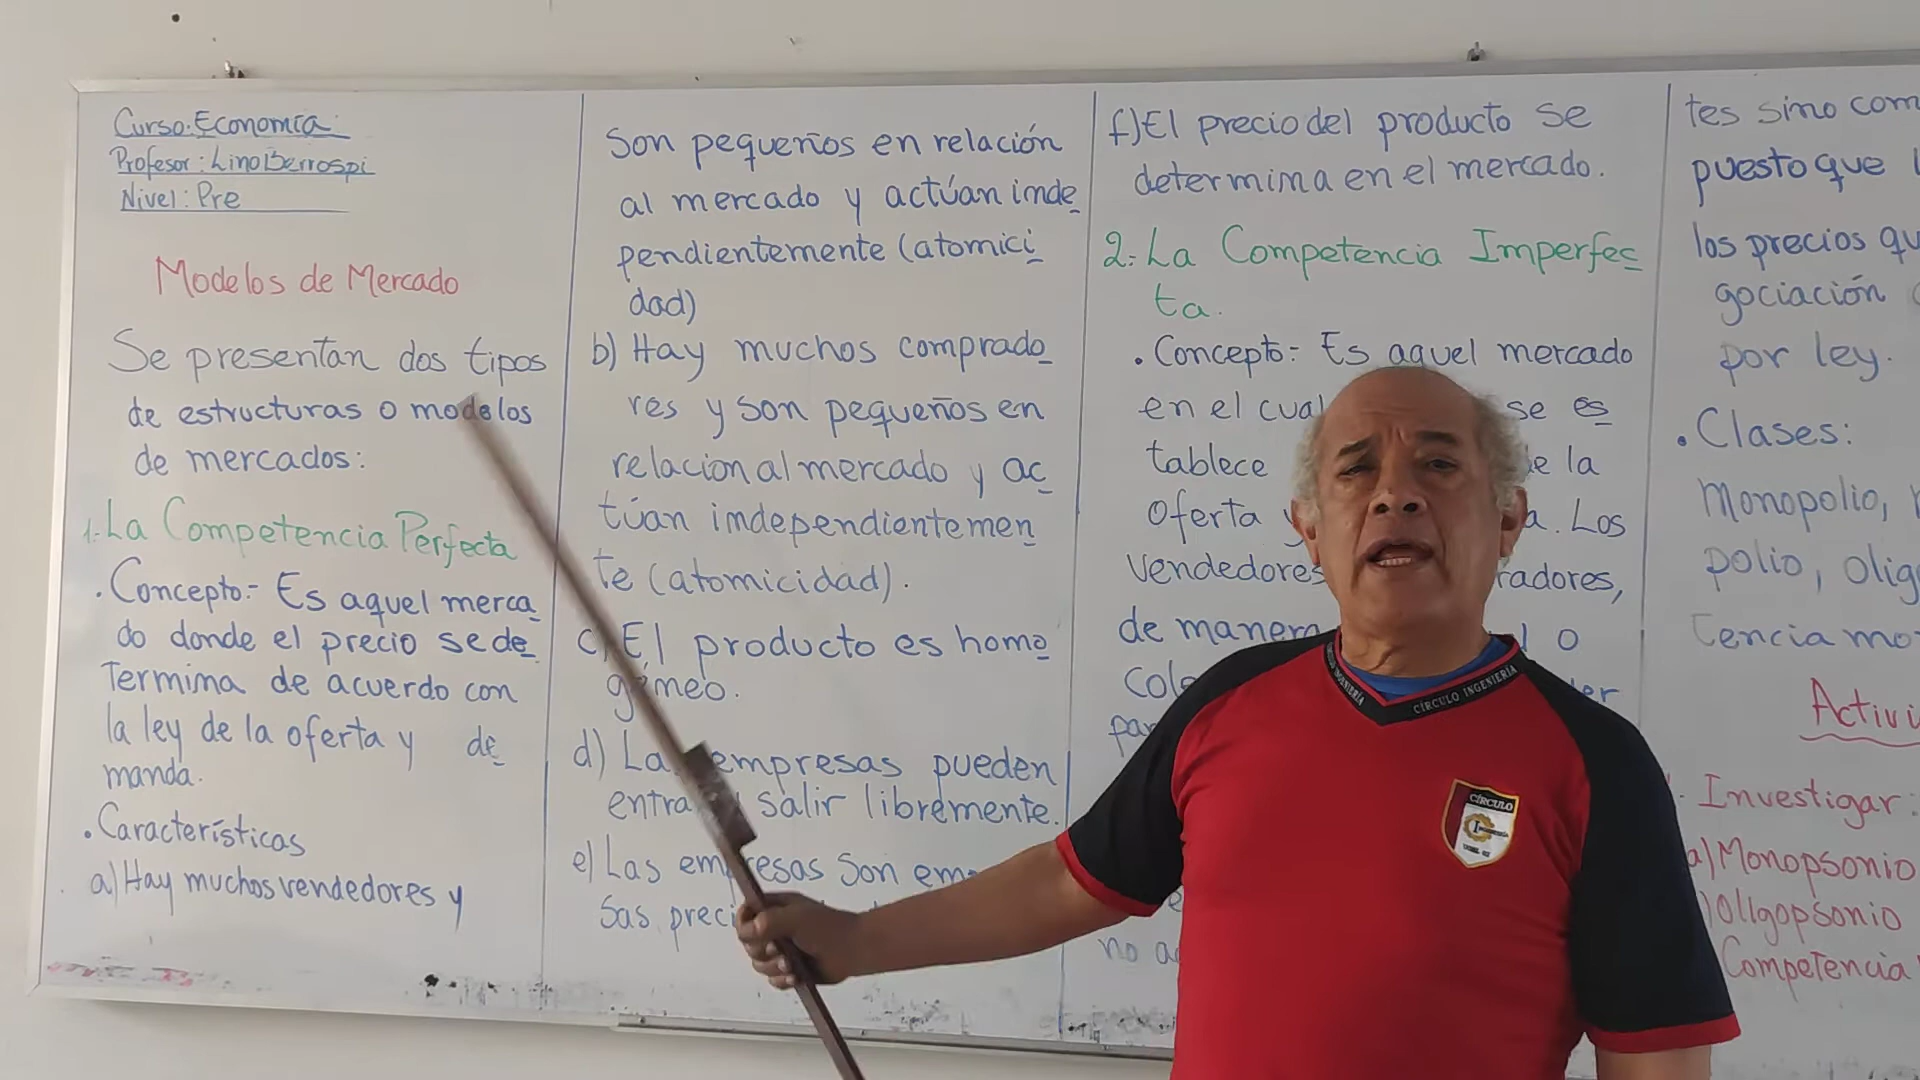 Curso: Economía
Profesor: Lino Berrospi
Nivel: Pre
Modelos de Mercado
Se presentan dos tipos
de estructuras o modelos
de mercados:
1.- La Competencia Perfecta
• Concepto:- Es aquel merca
do donde el precio se de
termina de acuerdo con
la ley de la oferta y de
manda.
• Características
a) Hay muchos vendedores y
son pequeños en relación
al mercado y actúan inde
pendientemente (atomici
dad)
b) Hay muchos comprado
res y son pequeños en
relación al mercado y ac
túan independientemen
te (atomicidad).
c) El producto es homo
géneo.
d) Las empresas pueden
entrar y salir libremente.
e) Las empresas son em
sas preci
f) El precio del producto se
determina en el mercado.
2.- La Competencia Imperfec
ta.
• Concepto:- Es aquel mercado
en el cual se es
tablece la
oferta y Los
vendedores
de manera o
no
tes sino com
puesto que
los precios qu
gociación
por ley.
• Clases:
Monopolio,
polio, olig
tencia mo
Activi
Investigar:
a) Monopsonio
) Oligopsonio
Competencia
CÍRCULO INGENIERÍA
CÍRCULO